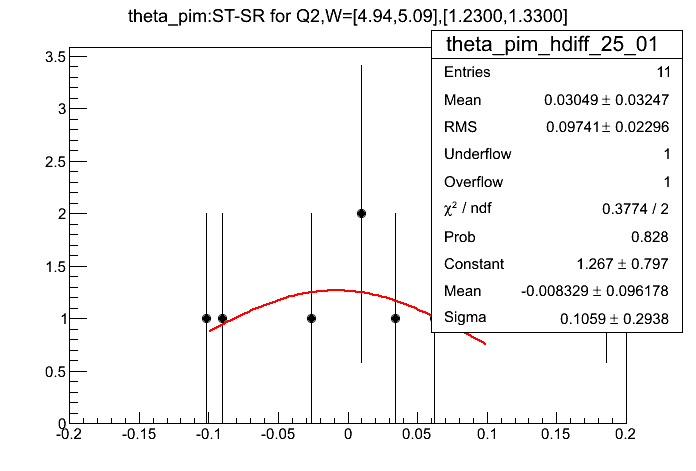 theta_pim:ST-SR for Q2,W=[4.94,5.09],[1.2300,1.3300]
theta_pim_hdiff_25_01
Entries 11
Mean 0.03049 ± 0.03247
RMS 0.09741 ± 0.02296
Underflow 1
Overflow 1
χ² / ndf 0.3774 / 2
Prob 0.828
Constant 1.267 ± 0.797
Mean -0.008329 ± 0.096178
Sigma 0.1059 ± 0.2938
3.5
3
2.5
2
1.5
1
0.5
0
-0.2 -0.15 -0.1 -0.05 0 0.05 0.1 0.15 0.2